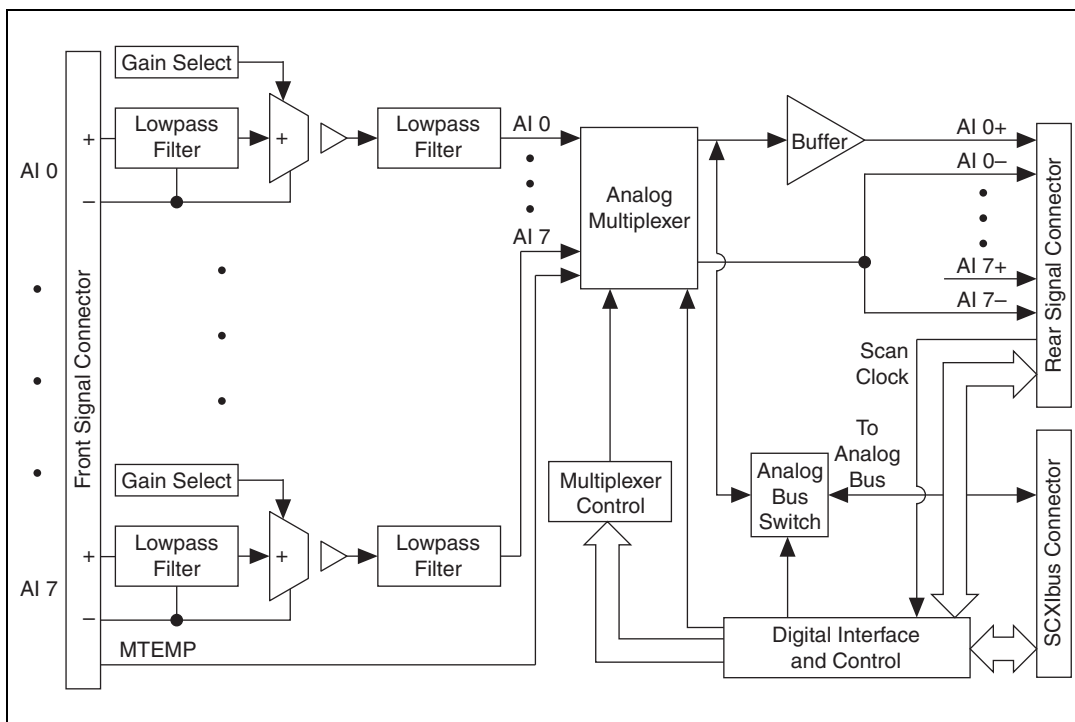 Gain Select
+
Lowpass
Filter
+
Lowpass
Filter
AI 0
AI 0
−
Front Signal Connector
Analog
Multiplexer
AI 7
Buffer
AI 0+
AI 0−
AI 7+
AI 7−
Rear Signal Connector
Scan
Clock
To
Analog
Bus
Gain Select
Multiplexer
Control
Analog
Bus
Switch
SCXIbus Connector
+
Lowpass
Filter
+
Lowpass
Filter
AI 7
−
MTEMP
Digital Interface
and Control